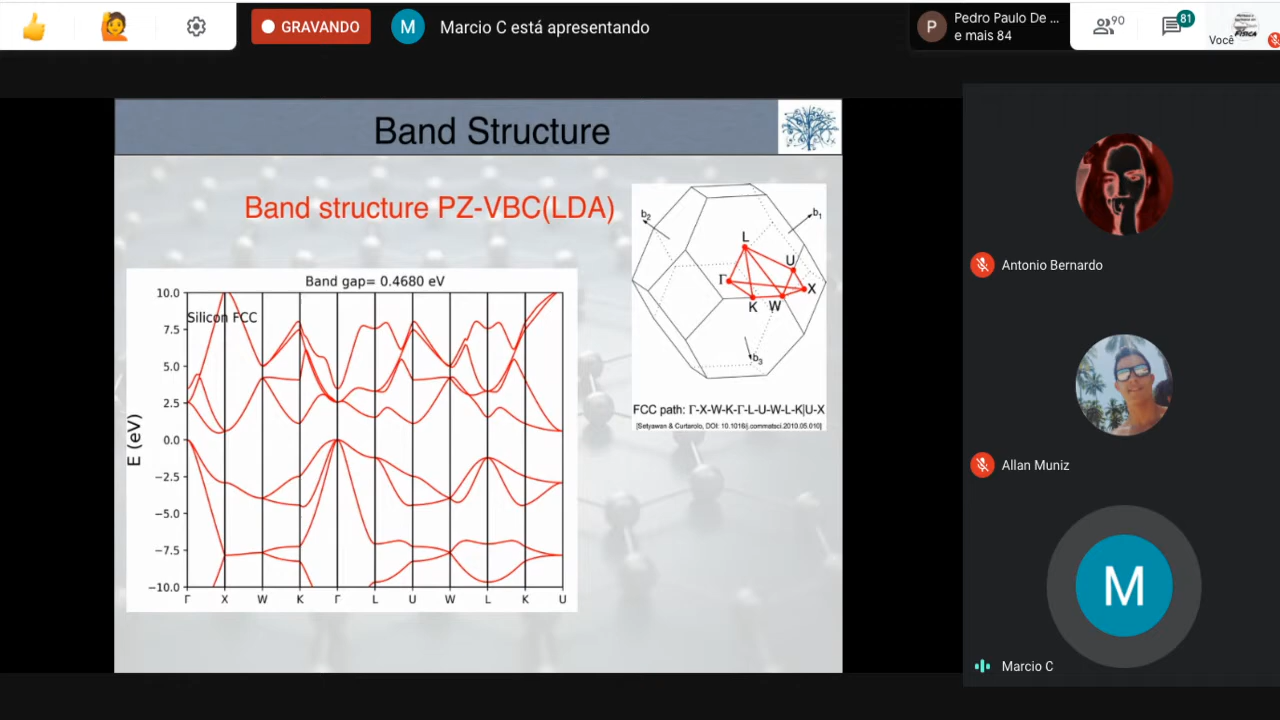 GRAVANDO
M
Marcio C está apresentando
P
Pedro Paulo De ...
e mais 84
90
81
Você
FÍSICA
Band Structure
Band structure PZ-VBC(LDA)
b2
b1
L
U
Γ
X
K
W
b3
FCC path: Γ-X-W-K-Γ-L-U-W-L-K|U-X
[Setyawan & Curtarolo, DOI: 10.1016/j.commatsci.2010.05.010]
Band gap= 0.4680 eV
Silicon FCC
E (eV)
10.0
7.5
5.0
2.5
0.0
−2.5
−5.0
−7.5
−10.0
Γ X W K Γ L U W L K U
Antonio Bernardo
Allan Muniz
M
Marcio C